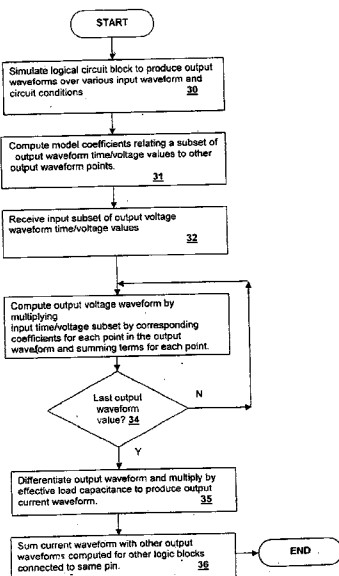 START
Simulate logical circuit block to produce output
waveforms over various input waveform and
circuit conditions
30
Compute model coefficients relating a subset of
output waveform time/voltage values to other
output waveform points.
31
Receive input subset of output voltage
waveform time/voltage values
32
Compute output voltage waveform by
multiplying
input time/voltage subset by corresponding
coefficients for each point in the output
waveform and summing terms for each point.
Last output
waveform
value? 34
N
Y
Differentiate output waveform and multiply by
effective load capacitance to produce output
current waveform. 35
Sum current waveform with other output
waveforms computed for other logic blocks
connected to same pin. 36
END